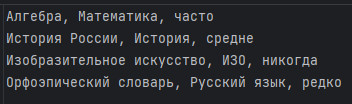 Алгебра, Математика, часто
История России, История, средне
Изобразительное искусство, ИЗО, никогда
Орфоэпический словарь, Русский язык, редко